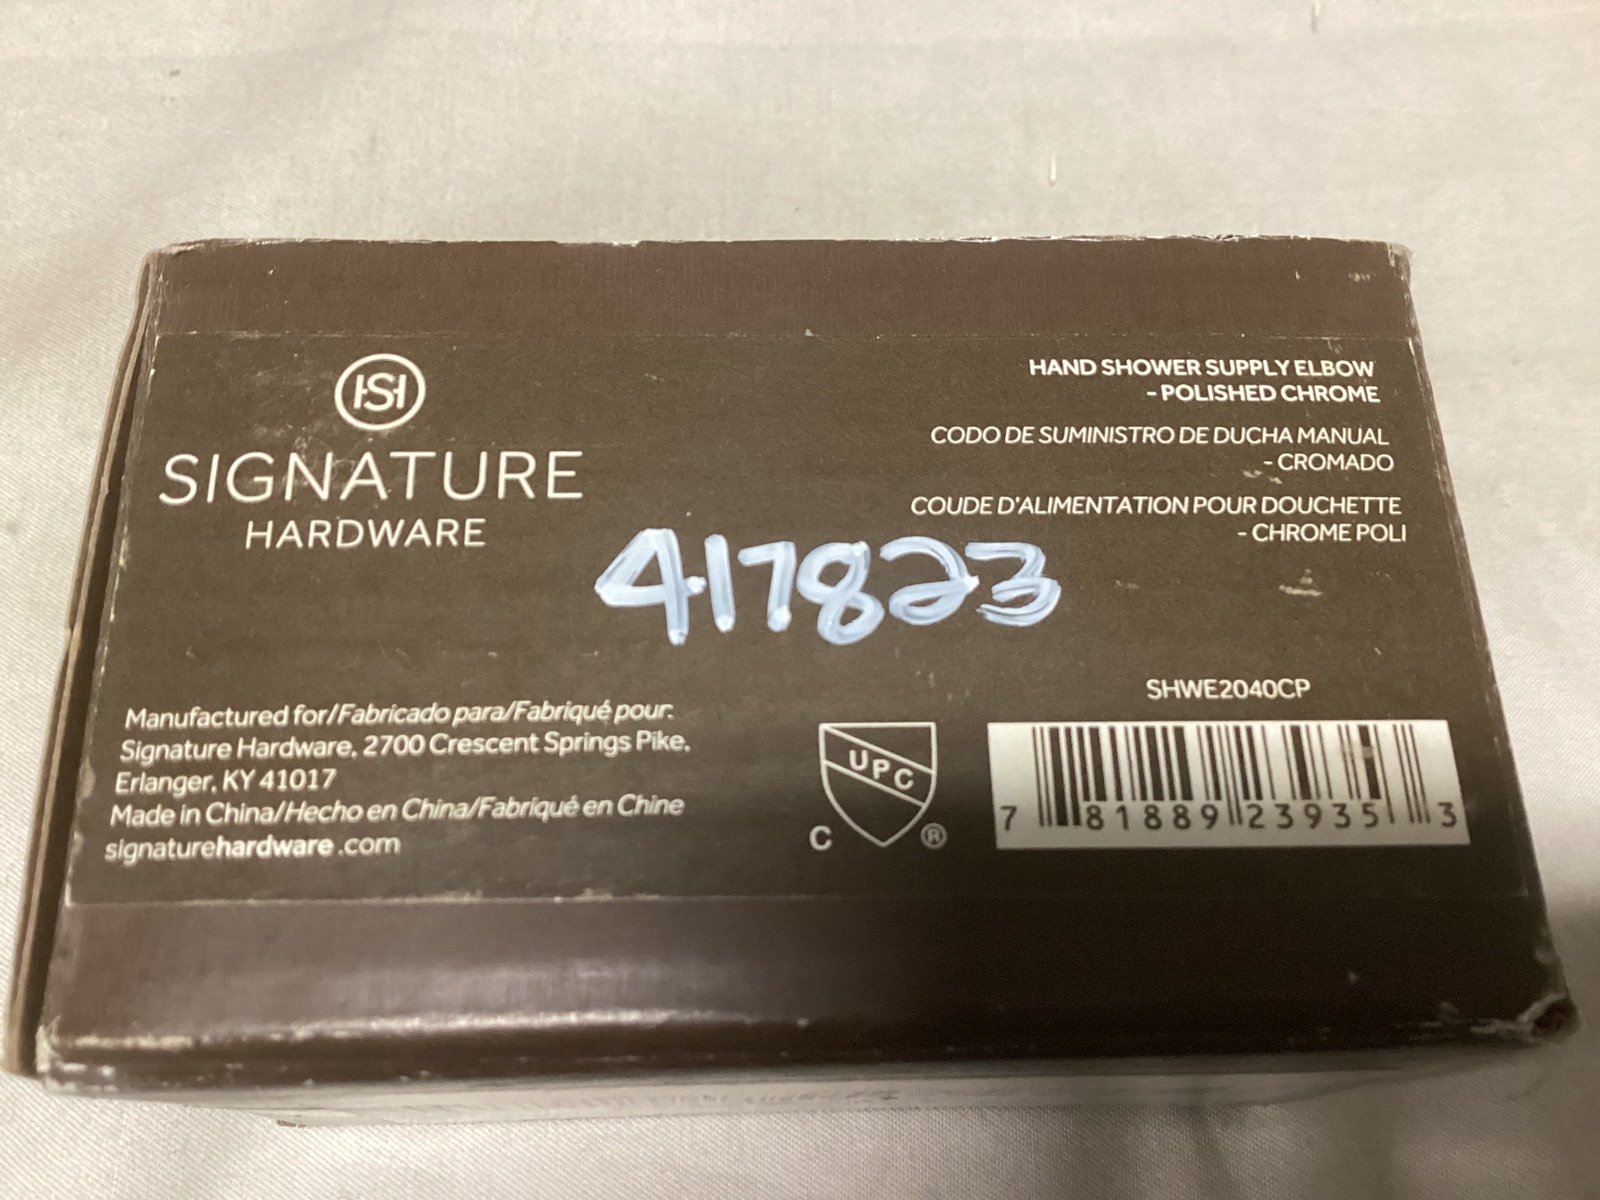 HSH
SIGNATURE
HARDWARE
HAND SHOWER SUPPLY ELBOW
- POLISHED CHROME
CODO DE SUMINISTRO DE DUCHA MANUAL
- CROMADO
COUDE D'ALIMENTATION POUR DOUCHETTE
- CHROME POLI
417823
Manufactured for/Fabricado para/Fabriqué pour:
Signature Hardware, 2700 Crescent Springs Pike,
Erlanger, KY 41017
Made in China/Hecho en China/Fabriqué en Chine
signaturehardware.com
UPC
C ®
SHWE2040CP
7 81889 23935 3